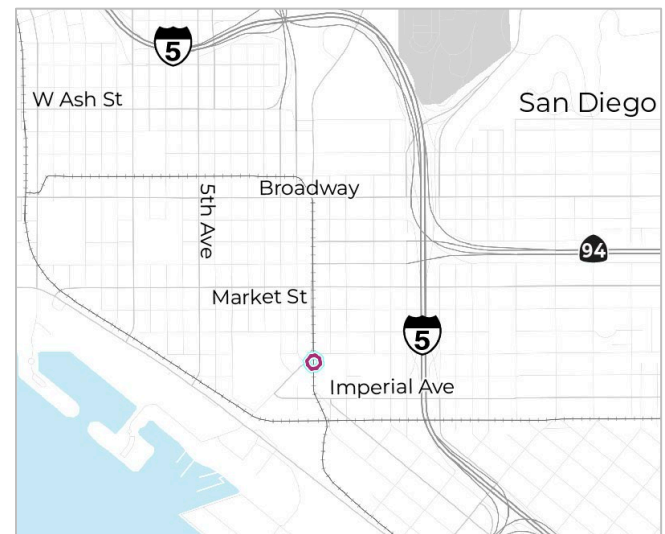 5
W Ash St
San Diego
Broadway
5th Ave
94
Market St
5
Imperial Ave